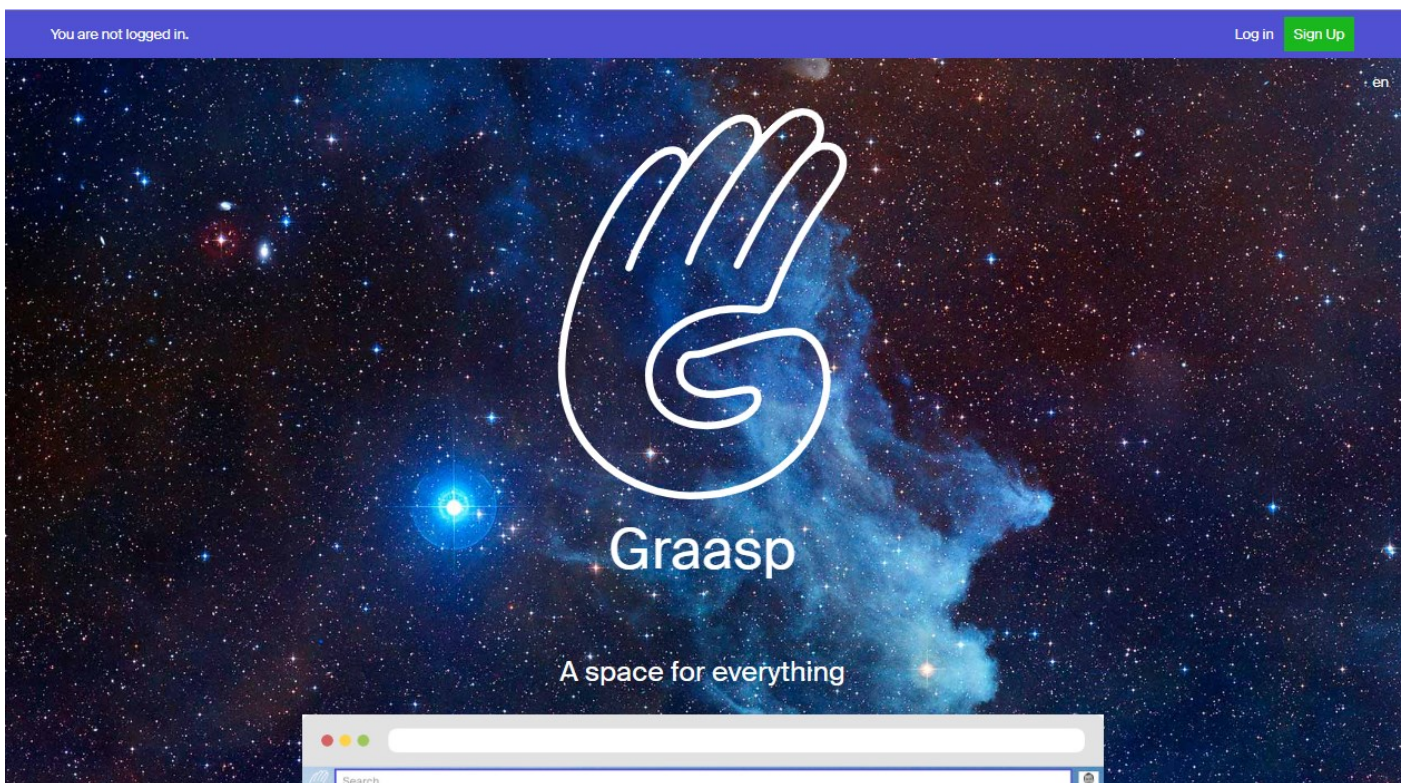 You are not logged in.
Log in
Sign Up
en
Graasp
A space for everything
Search